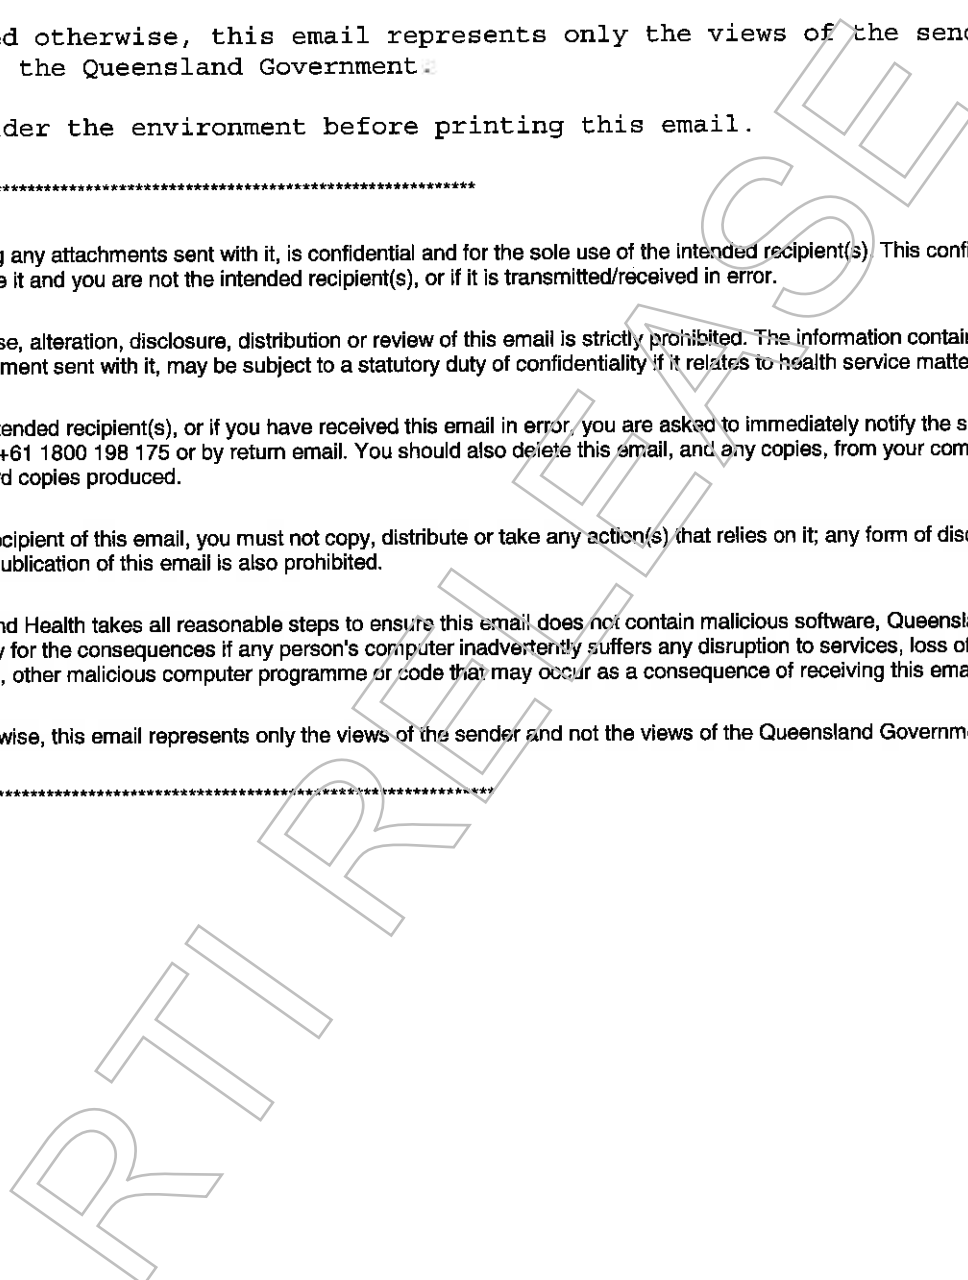 d otherwise, this email represents only the views of the send
the Queensland Government.
der the environment before printing this email.
****************************************************************
g any attachments sent with it, is confidential and for the sole use of the intended recipient(s). This confi
e it and you are not the intended recipient(s), or if it is transmitted/received in error.
se, alteration, disclosure, distribution or review of this email is strictly prohibited. The information contain
ment sent with it, may be subject to a statutory duty of confidentiality if it relates to health service matte
tended recipient(s), or if you have received this email in error, you are asked to immediately notify the s
+61 1800 198 175 or by return email. You should also delete this email, and any copies, from your com
d copies produced.
cipient of this email, you must not copy, distribute or take any action(s) that relies on it; any form of disc
ublication of this email is also prohibited.
nd Health takes all reasonable steps to ensure this email does not contain malicious software, Queensl
y for the consequences if any person's computer inadvertently suffers any disruption to services, loss of
, other malicious computer programme or code that may occur as a consequence of receiving this ema
wise, this email represents only the views of the sender and not the views of the Queensland Governm
******************************************************************
RTI RELEASE